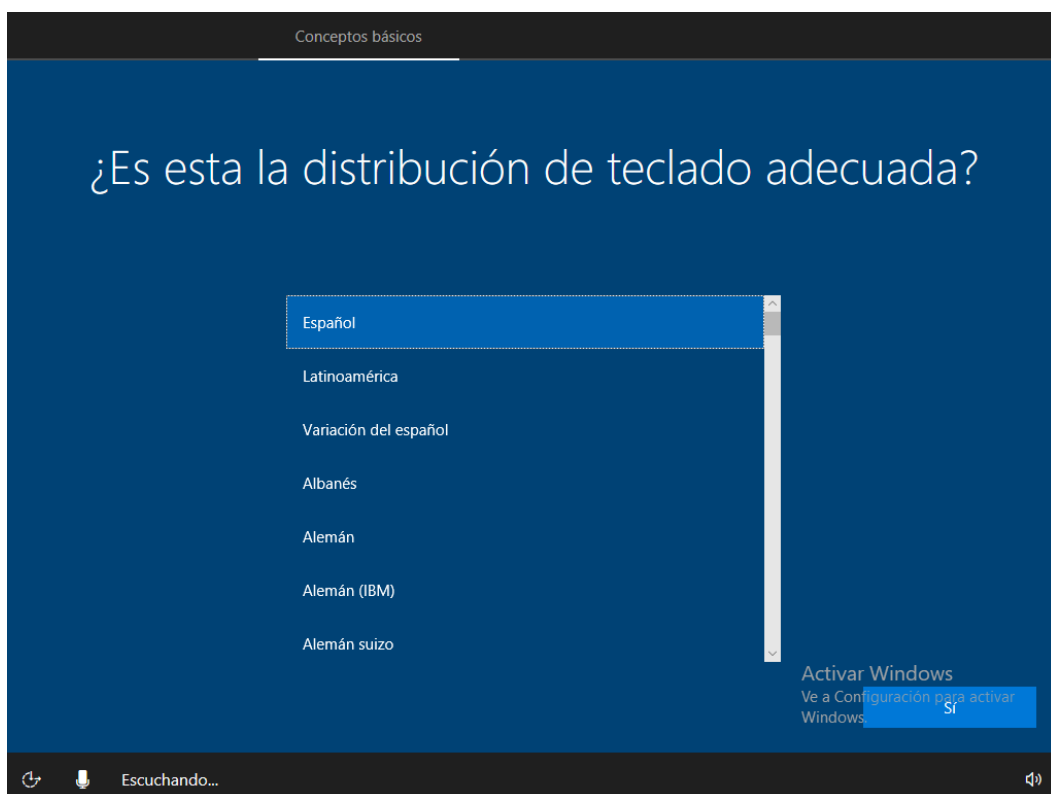 Conceptos básicos
¿Es esta la distribución de teclado adecuada?
Español
Latinoamérica
Variación del español
Albanés
Alemán
Alemán (IBM)
Alemán suizo
Activar Windows
Ve a Configuración para activar
Windows.
Sí
Escuchando...